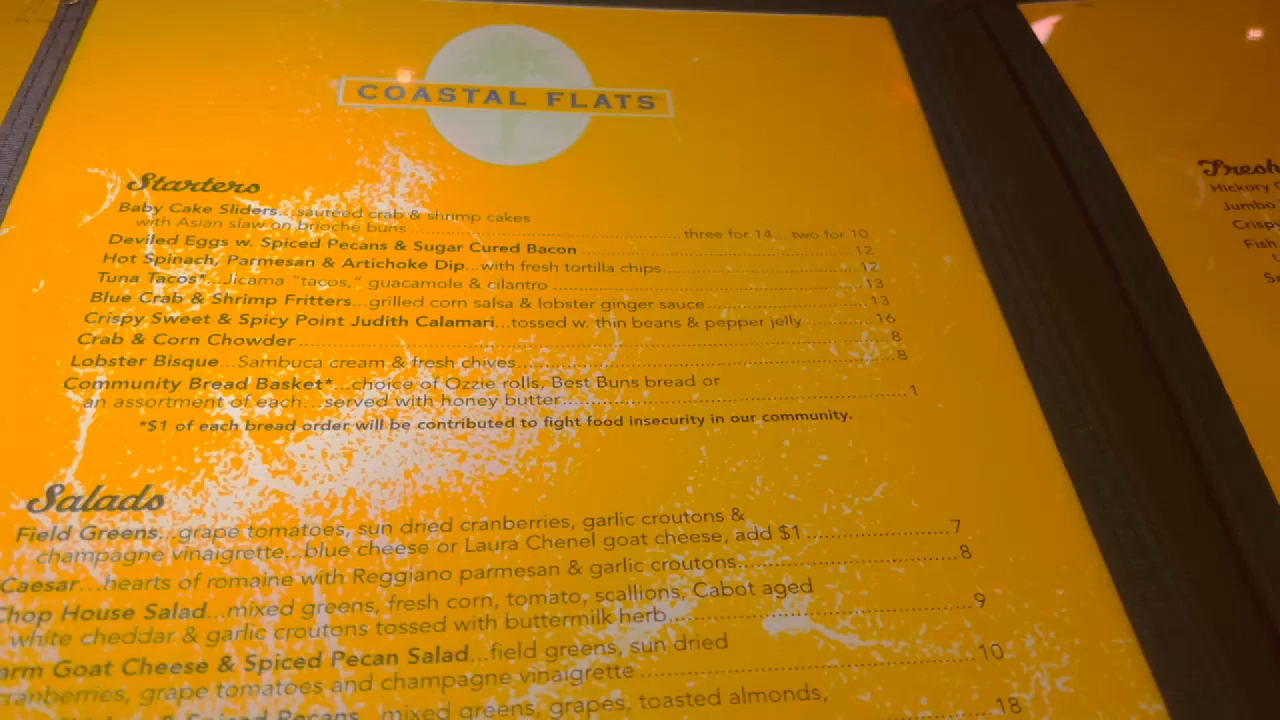 COASTAL FLATS
Starters
Baby Cake Sliders...sautéed crab & shrimp cakes
with Asian slaw on brioche buns three for 14...two for 10
Deviled Eggs w. Spiced Pecans & Sugar Cured Bacon 12
Hot Spinach, Parmesan & Artichoke Dip...with fresh tortilla chips 12
Tuna Tacos*...Jicama "tacos," guacamole & cilantro 13
Blue Crab & Shrimp Fritters...grilled corn salsa & lobster ginger sauce 13
Crispy Sweet & Spicy Point Judith Calamari...tossed w. thin beans & pepper jelly 16
Crab & Corn Chowder 8
Lobster Bisque...Sambuca cream & fresh chives 8
Community Bread Basket*...choice of Ozzie rolls, Best Buns bread or
an assortment of each...served with honey butter 1
*$1 of each bread order will be contributed to fight food insecurity in our community.
Salads
Field Greens...grape tomatoes, sun dried cranberries, garlic croutons &
champagne vinaigrette...blue cheese or Laura Chenel goat cheese, add $1 7
Caesar...hearts of romaine with Reggiano parmesan & garlic croutons 8
Chop House Salad...mixed greens, fresh corn, tomato, scallions, Cabot aged
white cheddar & garlic croutons tossed with buttermilk herb 9
arm Goat Cheese & Spiced Pecan Salad...field greens, sun dried
cranberries, grape tomatoes and champagne vinaigrette 10
& Spiced Pecans...mixed greens, grapes, toasted almonds,
18
Fresh
Hickory
Jumbo
Crispy
Fish